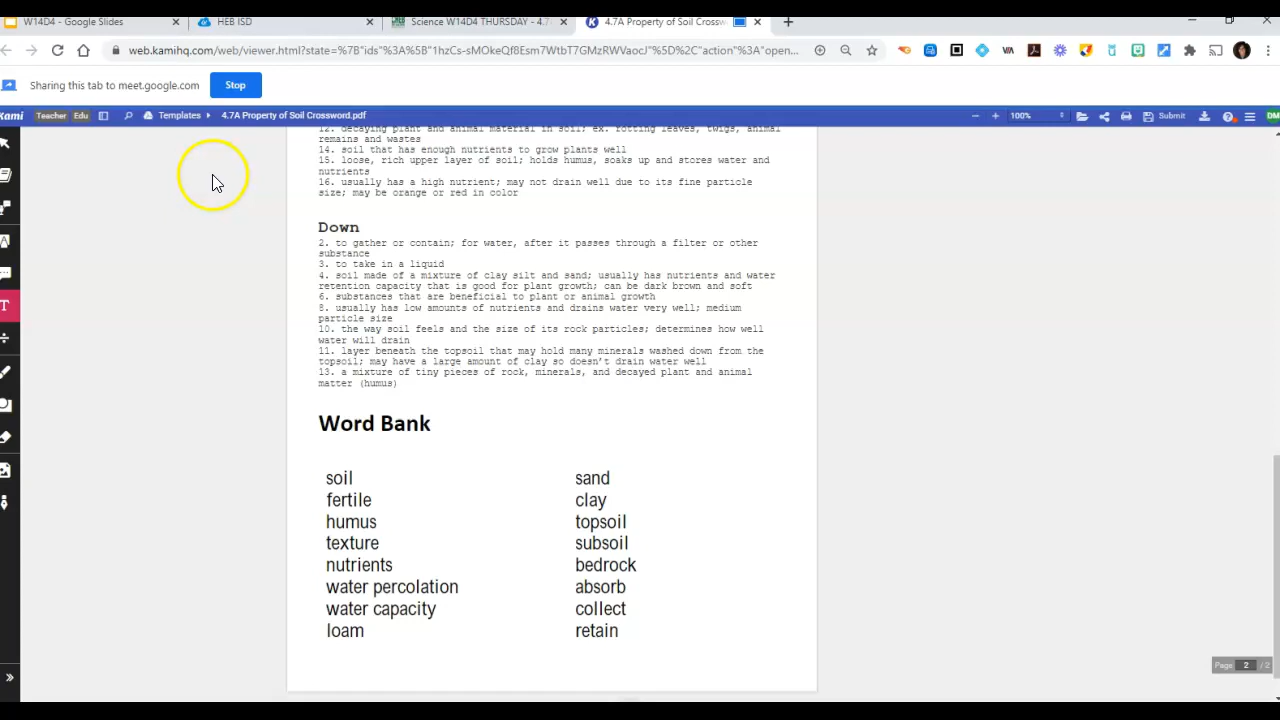 W14D4 - Google Slides
HEB ISD
Science W14D4 THURSDAY - 4.7A
4.7A Property of Soil Crossw
web.kamihq.com/web/viewer.html?state=%7B"ids"%3A%5B"1hzCs-sMOkeQf8Esm7WtbT7GMzRWVaocJ"%5D%2C"action"%3A"open...
Sharing this tab to meet.google.com
Stop
Kami Teacher Edu Templates 4.7A Property of Soil Crossword.pdf 100% Submit DM
12. decaying plant and animal material in soil; ex. rotting leaves, twigs, animal
remains and wastes
14. soil that has enough nutrients to grow plants well
15. loose, rich upper layer of soil; holds humus, soaks up and stores water and
nutrients
16. usually has a high nutrient; may not drain well due to its fine particle
size; may be orange or red in color
Down
2. to gather or contain; for water, after it passes through a filter or other
substance
3. to take in a liquid
4. soil made of a mixture of clay silt and sand; usually has nutrients and water
retention capacity that is good for plant growth; can be dark brown and soft
6. substances that are beneficial to plant or animal growth
8. usually has low amounts of nutrients and drains water very well; medium
particle size
10. the way soil feels and the size of its rock particles; determines how well
water will drain
11. layer beneath the topsoil that may hold many minerals washed down from the
topsoil; may have a large amount of clay so doesn't drain water well
13. a mixture of tiny pieces of rock, minerals, and decayed plant and animal
matter (humus)
Word Bank
soil
fertile
humus
texture
nutrients
water percolation
water capacity
loam
sand
clay
topsoil
subsoil
bedrock
absorb
collect
retain
Page 2 / 2